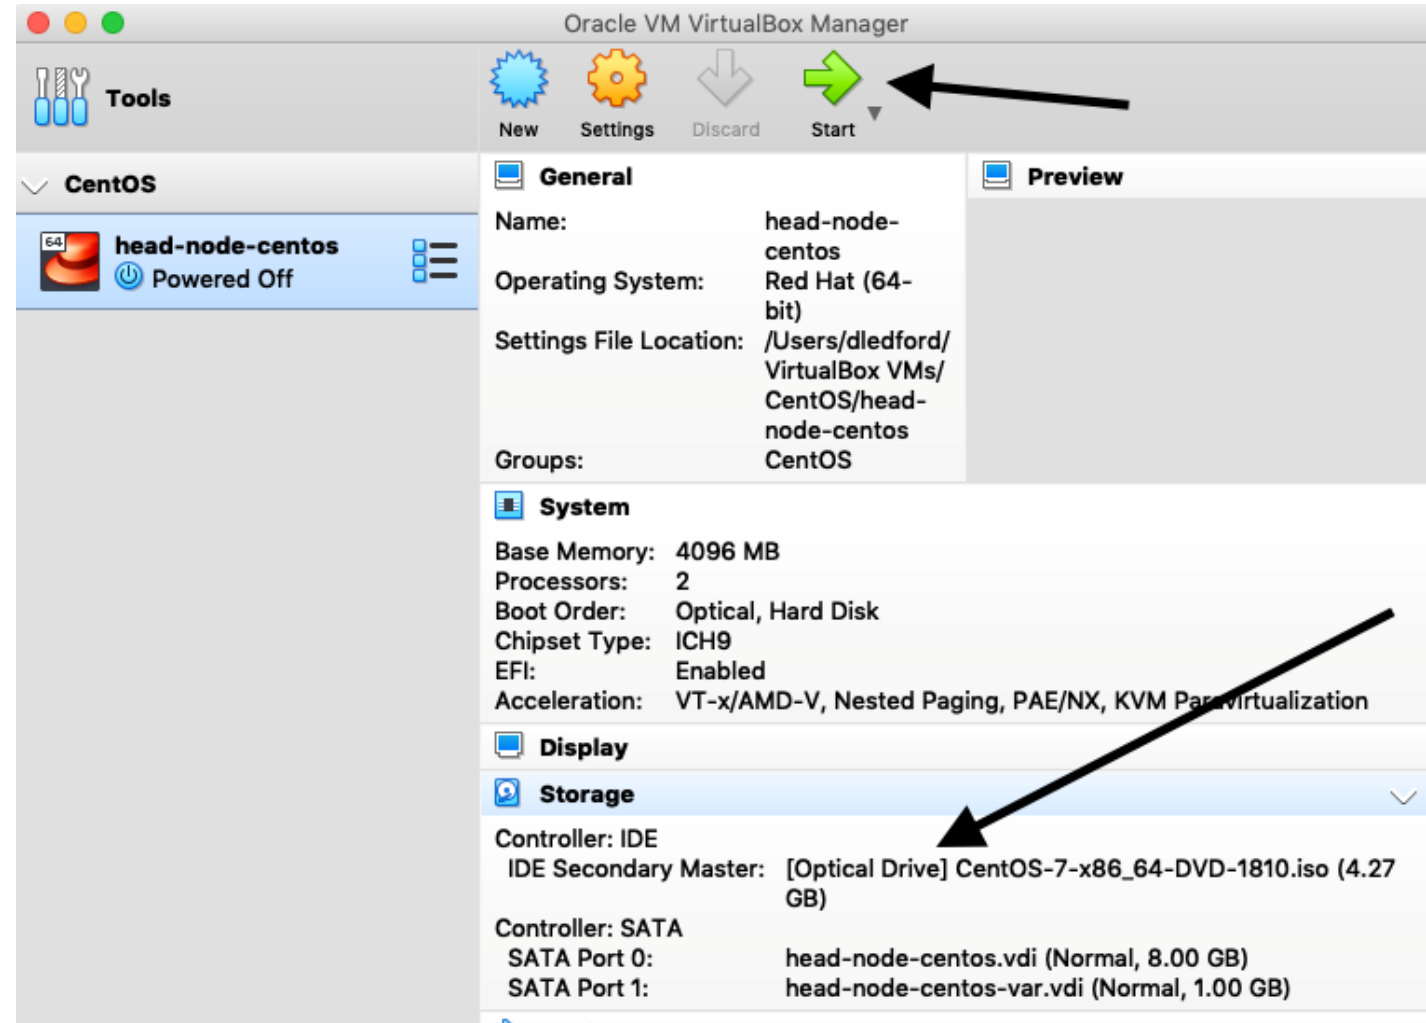 Oracle VM VirtualBox Manager
Tools
New Settings Discard Start
CentOS
64
head-node-centos
Powered Off
General
Name: head-node-
centos
Operating System: Red Hat (64-
bit)
Settings File Location: /Users/dledford/
VirtualBox VMs/
CentOS/head-
node-centos
Groups: CentOS
Preview
System
Base Memory: 4096 MB
Processors: 2
Boot Order: Optical, Hard Disk
Chipset Type: ICH9
EFI: Enabled
Acceleration: VT-x/AMD-V, Nested Paging, PAE/NX, KVM Paravirtualization
Display
Storage
Controller: IDE
IDE Secondary Master: [Optical Drive] CentOS-7-x86_64-DVD-1810.iso (4.27
GB)
Controller: SATA
SATA Port 0: head-node-centos.vdi (Normal, 8.00 GB)
SATA Port 1: head-node-centos-var.vdi (Normal, 1.00 GB)